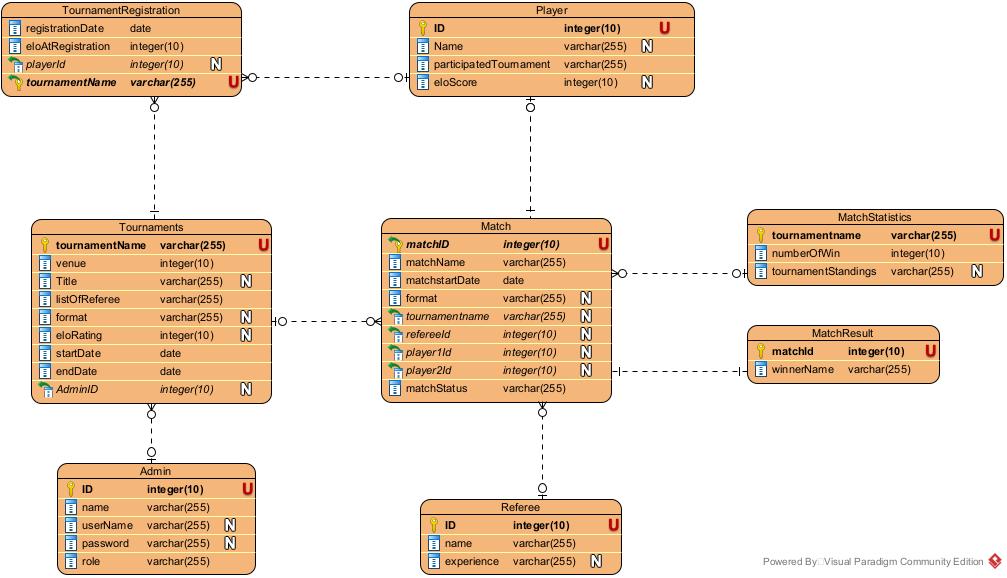 TournamentRegistration
registrationDate date
eloAtRegistration integer(10)
playerId integer(10) N
tournamentName varchar(255) U
Player
ID integer(10) U
Name varchar(255) N
participatedTournament varchar(255)
eloScore integer(10) N
Tournaments
tournamentName varchar(255) U
venue integer(10)
Title varchar(255) N
listOfReferee varchar(255)
format varchar(255) N
eloRating integer(10) N
startDate date
endDate date
AdminID integer(10) N
Match
matchID integer(10) U
matchName varchar(255)
matchstartDate date
format varchar(255) N
tournamentname varchar(255) N
refereeId integer(10) N
player1Id integer(10) N
player2Id integer(10) N
matchStatus varchar(255)
MatchStatistics
tournamentname varchar(255) U
numberOfWin integer(10)
tournamentStandings varchar(255) N
MatchResult
matchId integer(10) U
winnerName varchar(255)
Admin
ID integer(10) U
name varchar(255)
userName varchar(255) N
password varchar(255) N
role varchar(255)
Referee
ID integer(10) U
name varchar(255)
experience integer(10) N
Powered By Visual Paradigm Community Edition